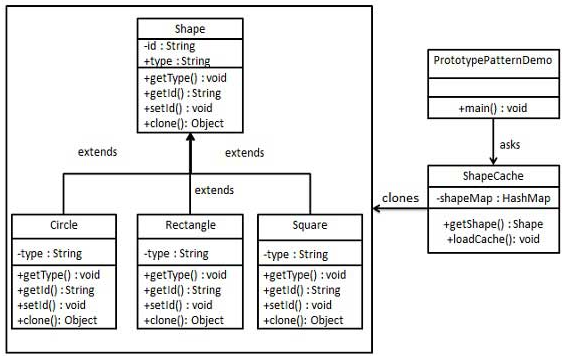 Shape
-id : String
+type : String
+getType() : void
+getId() : String
+setId() : void
+clone(): Object
PrototypePatternDemo
+main() : void
asks
extends
extends
extends
ShapeCache
-shapeMap : HashMap
+getShape() : Shape
+loadCache(): void
clones
Circle
-type : String
+getType() : void
+getId() : String
+setId() : void
+clone(): Object
Rectangle
-type : String
+getType() : void
+getId() : String
+setId() : void
+clone(): Object
Square
-type : String
+getType() : void
+getId() : String
+setId() : void
+clone(): Object